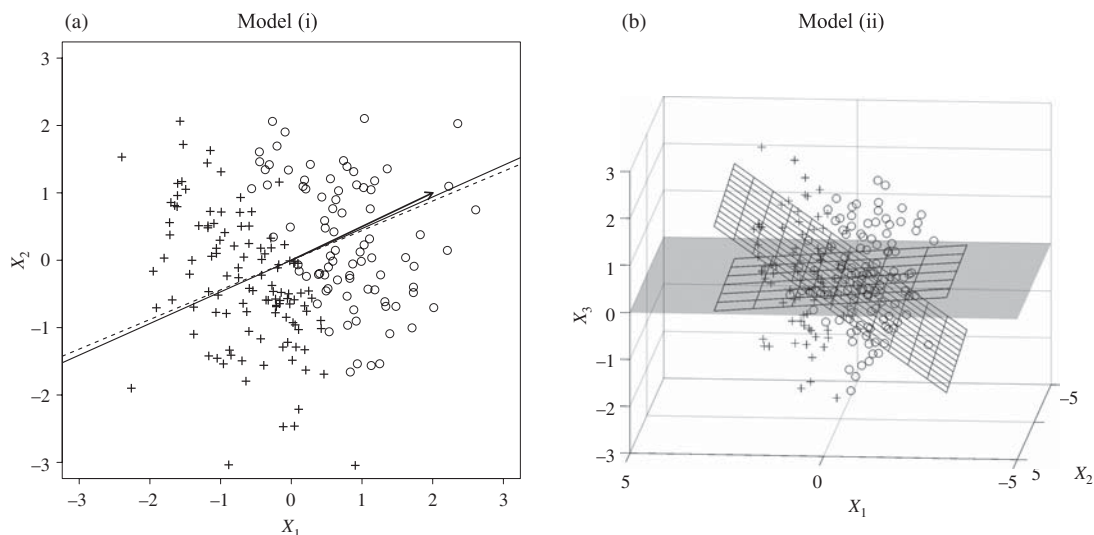 (a) Model (i)
3
2
1
0
–1
–2
–3
X2
–3 –2 –1 0 1 2 3
X1
(b) Model (ii)
3
2
1
0
–1
–2
–3
X3
5 0 –5
X1
5
–5
X2